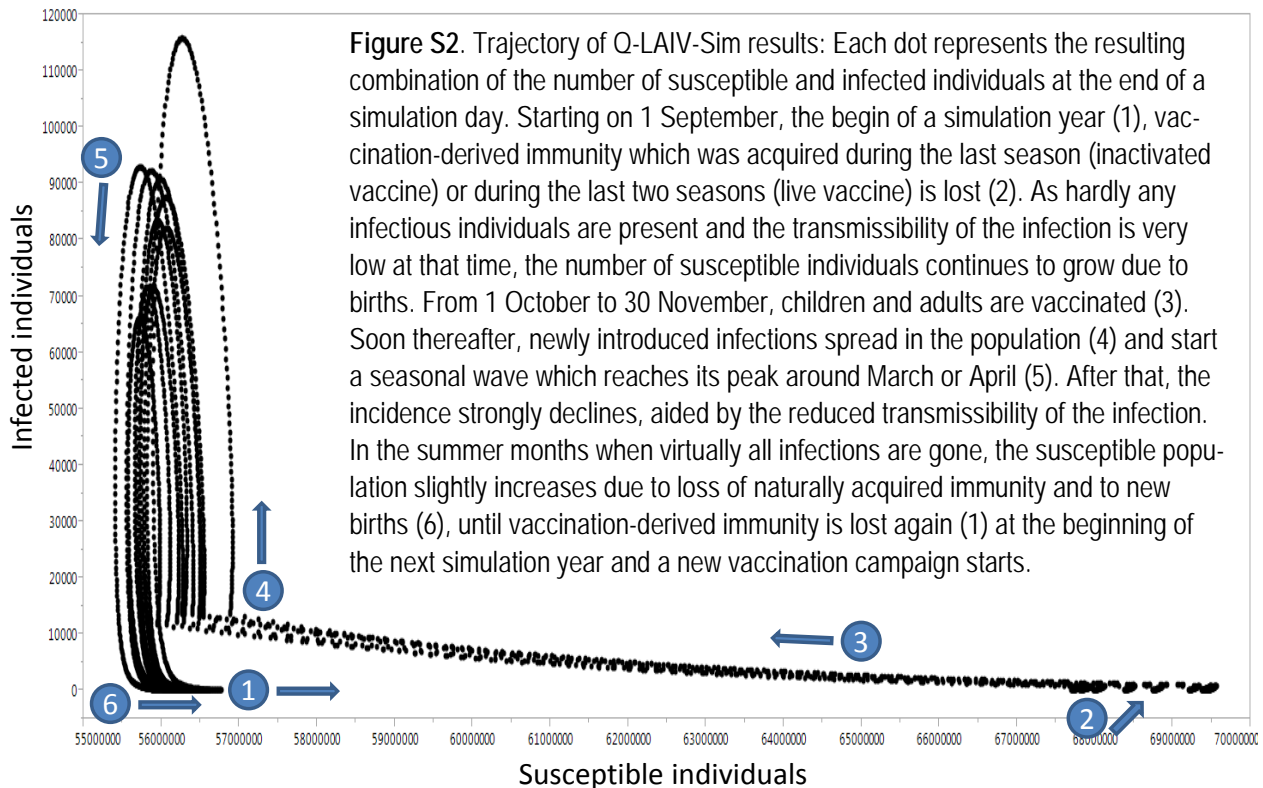 120000
110000
100000
90000
80000
70000
60000
50000
40000
30000
20000
10000
0
Infected individuals
Figure S2. Trajectory of Q-LAIV-Sim results: Each dot represents the resulting
combination of the number of susceptible and infected individuals at the end of a
simulation day. Starting on 1 September, the begin of a simulation year (1), vac-
cination-derived immunity which was acquired during the last season (inactivated
vaccine) or during the last two seasons (live vaccine) is lost (2). As hardly any
infectious individuals are present and the transmissibility of the infection is very
low at that time, the number of susceptible individuals continues to grow due to
births. From 1 October to 30 November, children and adults are vaccinated (3).
Soon thereafter, newly introduced infections spread in the population (4) and start
a seasonal wave which reaches its peak around March or April (5). After that, the
incidence strongly declines, aided by the reduced transmissibility of the infection.
In the summer months when virtually all infections are gone, the susceptible popu-
lation slightly increases due to loss of naturally acquired immunity and to new
births (6), until vaccination-derived immunity is lost again (1) at the beginning of
the next simulation year and a new vaccination campaign starts.
5
4
3
1
6
2
55000000 56000000 57000000 58000000 59000000 60000000 61000000 62000000 63000000 64000000 65000000 66000000 67000000 68000000 69000000 70000000
Susceptible individuals